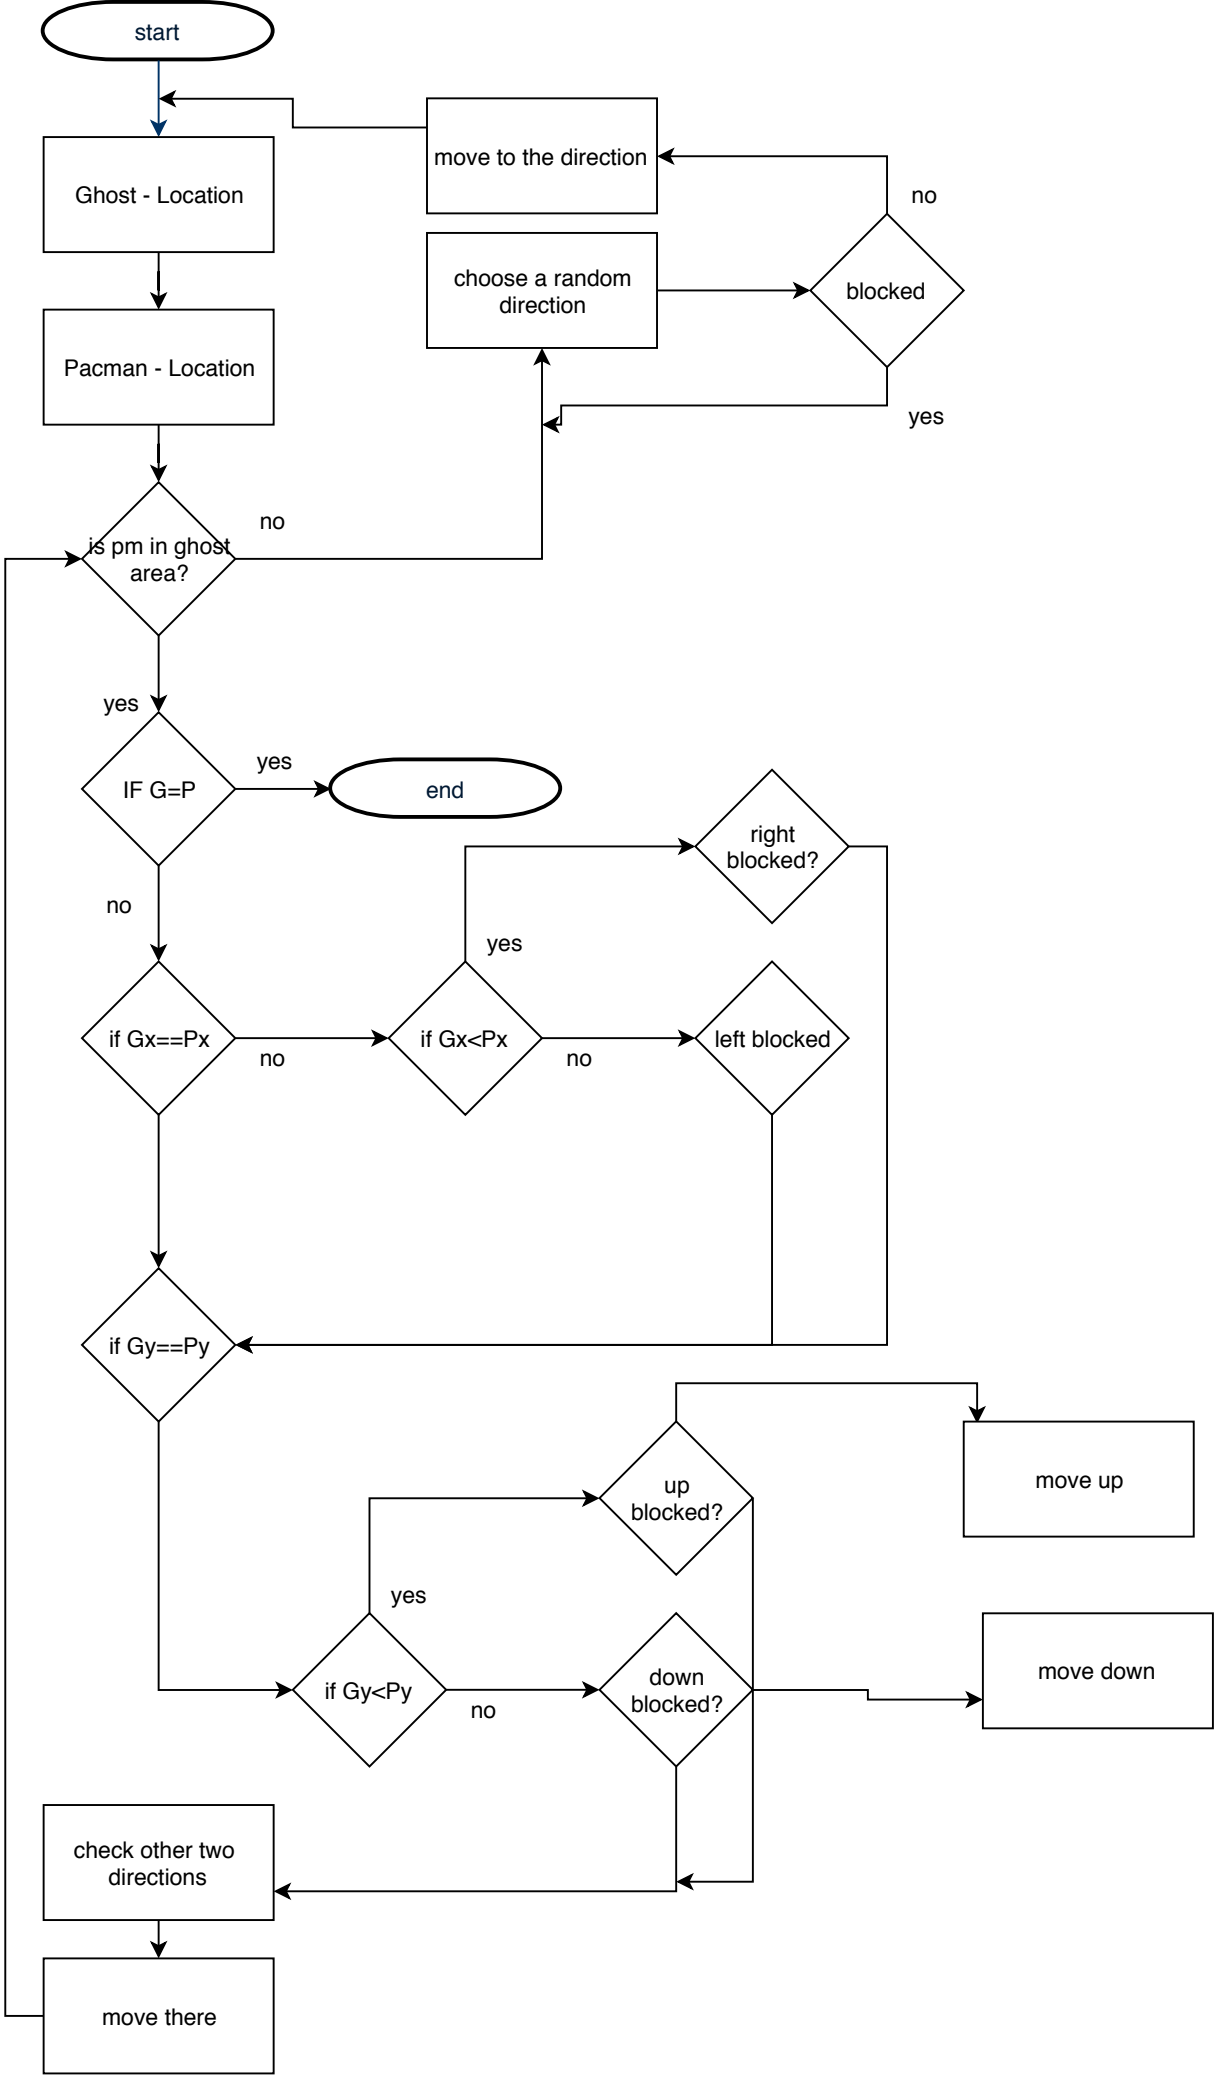 start
move to the direction
no
Ghost - Location
choose a random
direction
blocked
Pacman - Location
yes
no
is pm in ghost
area?
yes
IF G=P
yes
end
right
blocked?
no
yes
if Gx==Px
no
if Gx<Px
no
left blocked
if Gy==Py
up
blocked?
move up
yes
if Gy<Py
no
down
blocked?
move down
check other two
directions
move there